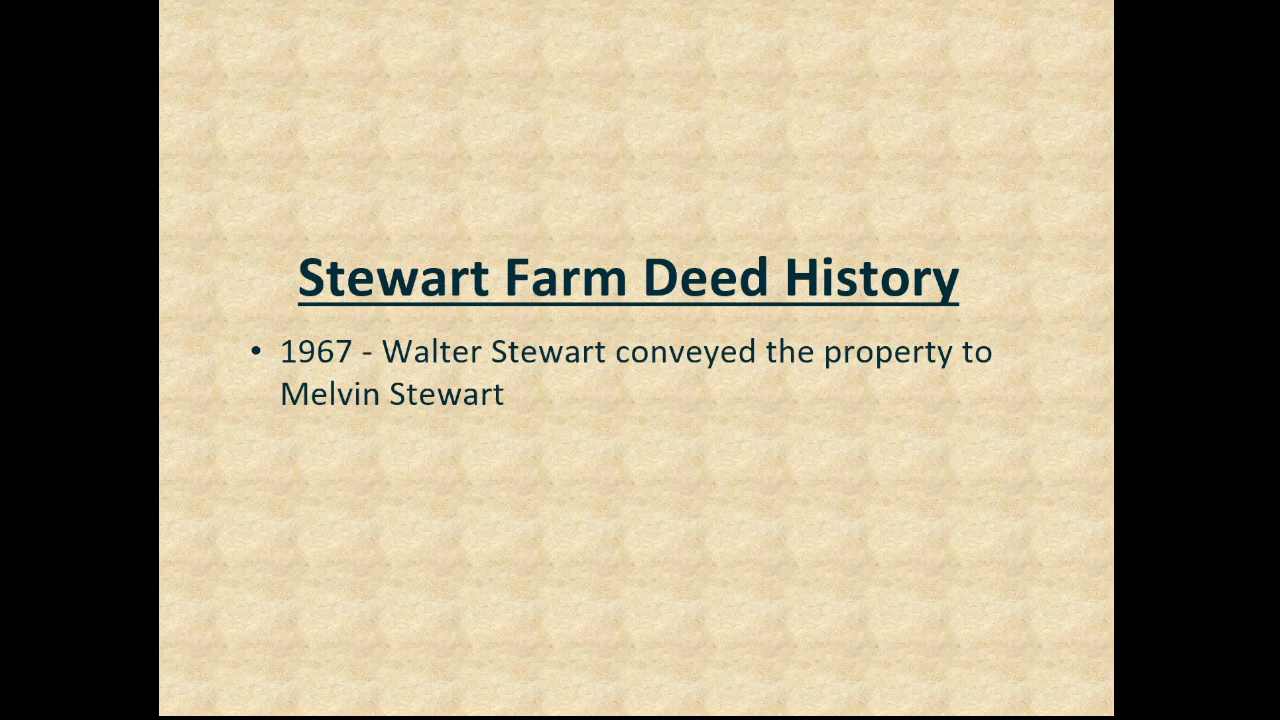 Stewart Farm Deed History
• 1967 - Walter Stewart conveyed the property to
Melvin Stewart